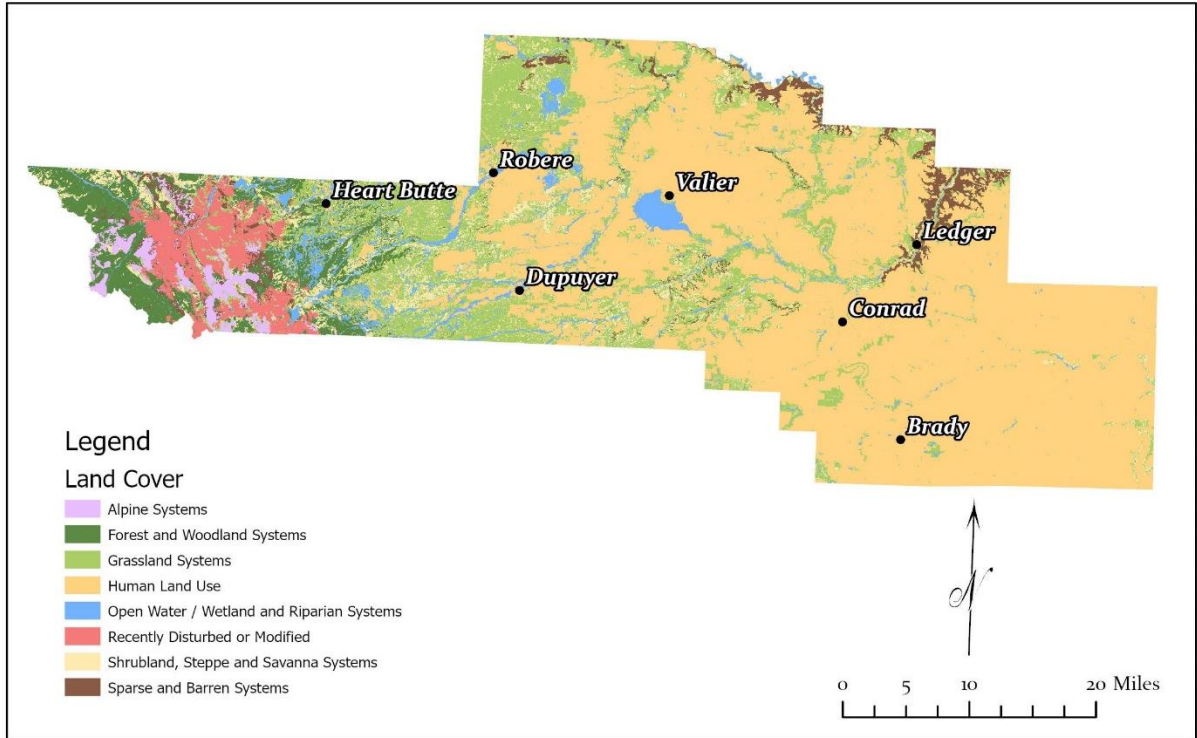 Robere
Heart Butte
Valier
Ledger
Dupuyer
Conrad
Brady
Legend
Land Cover
Alpine Systems
Forest and Woodland Systems
Grassland Systems
Human Land Use
Open Water / Wetland and Riparian Systems
Recently Disturbed or Modified
Shrubland, Steppe and Savanna Systems
Sparse and Barren Systems
N
0 5 10 20 Miles